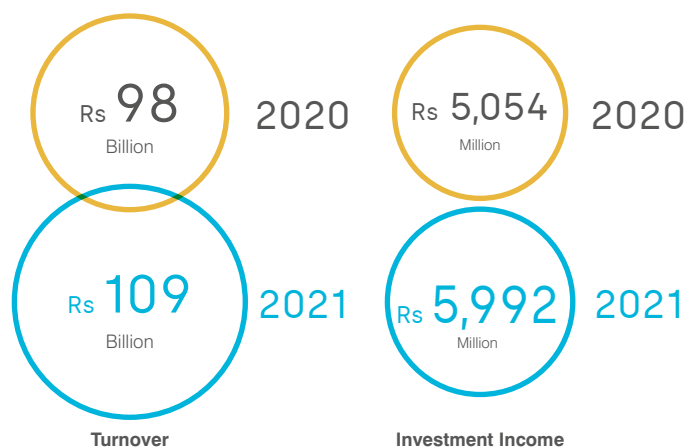 Rs 98
Billion
2020
Rs 109
Billion
2021
Turnover
Rs 5,054
Million
2020
Rs 5,992
Million
2021
Investment Income